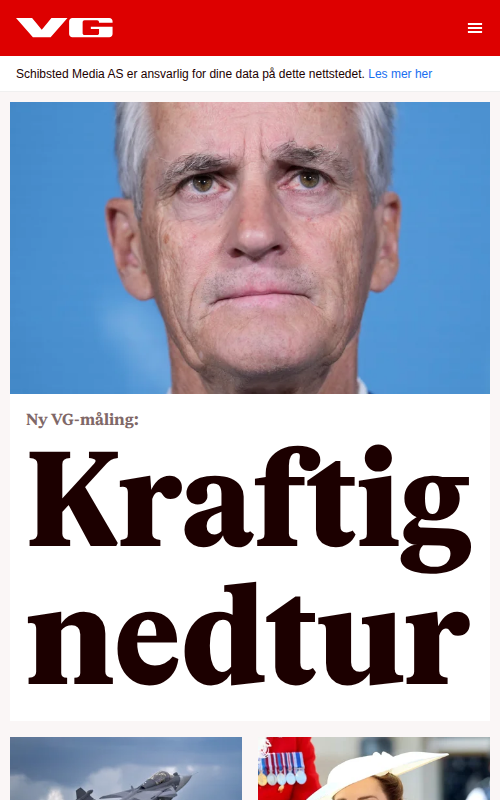 VG
Schibsted Media AS er ansvarlig for dine data på dette nettstedet. Les mer her
Ny VG-måling:
Kraftig
nedtur